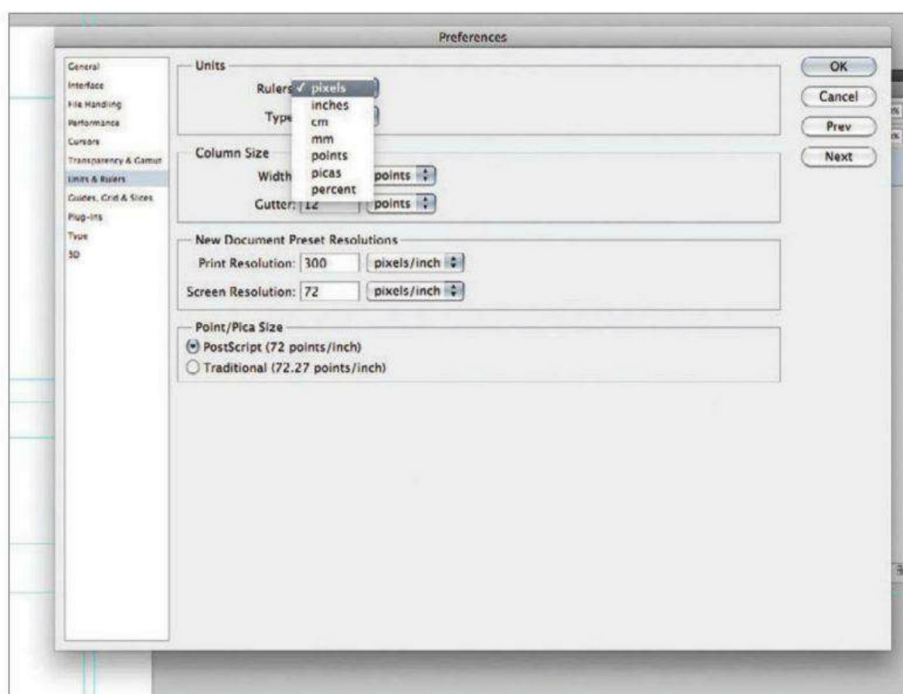 Preferences
General
Interface
File Handling
Performance
Cursors
Transparency & Gamut
Units & Rulers
Guides, Grid & Slices
Plug-Ins
Type
3D
Units
Rulers
✓ pixels
inches
cm
mm
points
picas
percent
Type
Column Size
Width
points
Gutter: 12 points
New Document Preset Resolutions
Print Resolution: 300 pixels/inch
Screen Resolution: 72 pixels/inch
Point/Pica Size
PostScript (72 points/inch)
Traditional (72.27 points/inch)
OK
Cancel
Prev
Next